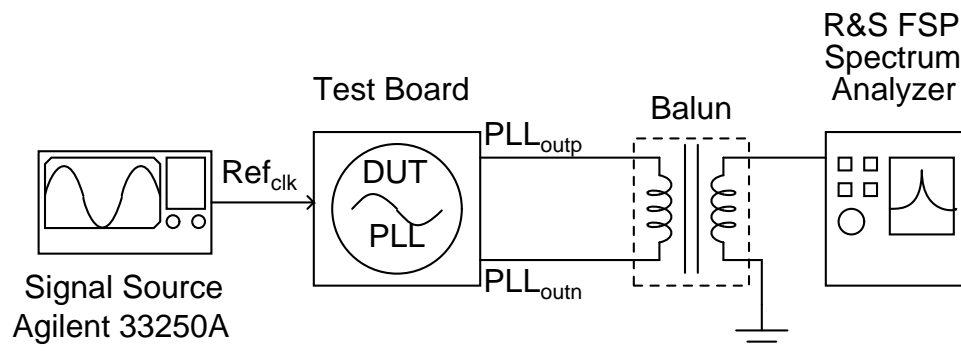 R&S FSP
Spectrum
Analyzer
Test Board
Balun
PLLoutp
Refclk
DUT
PLL
PLLoutn
Signal Source
Agilent 33250A